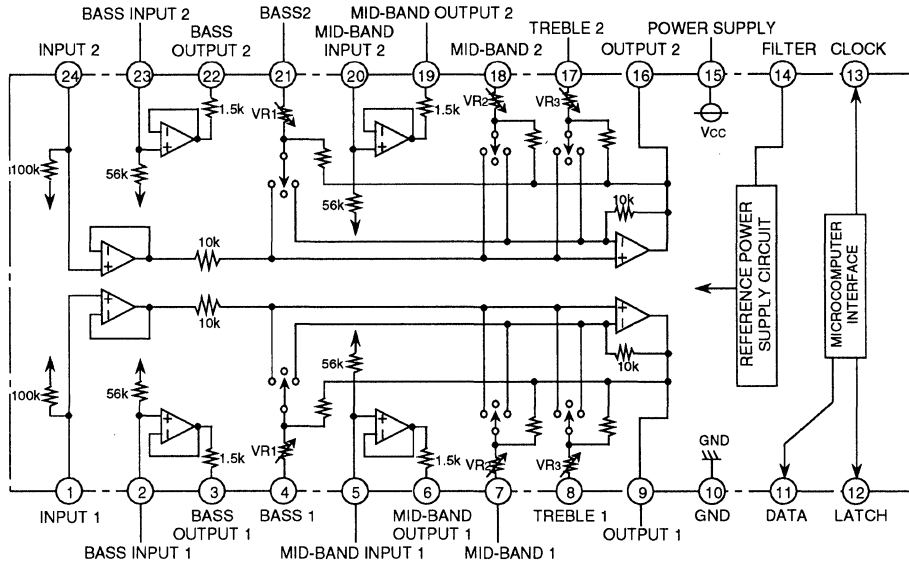 BASS INPUT 2
BASS2
MID-BAND OUTPUT 2
TREBLE 2
POWER SUPPLY
INPUT 2
BASS OUTPUT 2
MID-BAND INPUT 2
MID-BAND 2
OUTPUT 2
FILTER
CLOCK
24
23
22
21
20
19
18
17
16
15
14
13
1.5k
VR1
1.5k
VR2
VR3
Vcc
100k
56k
56k
10k
10k
10k
10k
REFERENCE POWER SUPPLY CIRCUIT
MICROCOMPUTER INTERFACE
100k
56k
56k
1.5k
VR1
1.5k
VR2
VR3
GND
1
2
3
4
5
6
7
8
9
10
11
12
INPUT 1
BASS OUTPUT 1
BASS 1
MID-BAND OUTPUT 1
TREBLE 1
GND
DATA
LATCH
BASS INPUT 1
MID-BAND INPUT 1
MID-BAND 1
OUTPUT 1